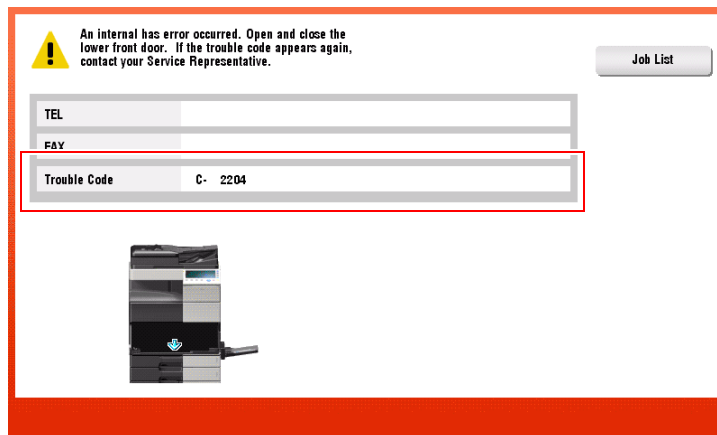 An internal has error occurred. Open and close the
lower front door. If the trouble code appears again,
contact your Service Representative.
Job List
TEL
FAX
Trouble Code C- 2204